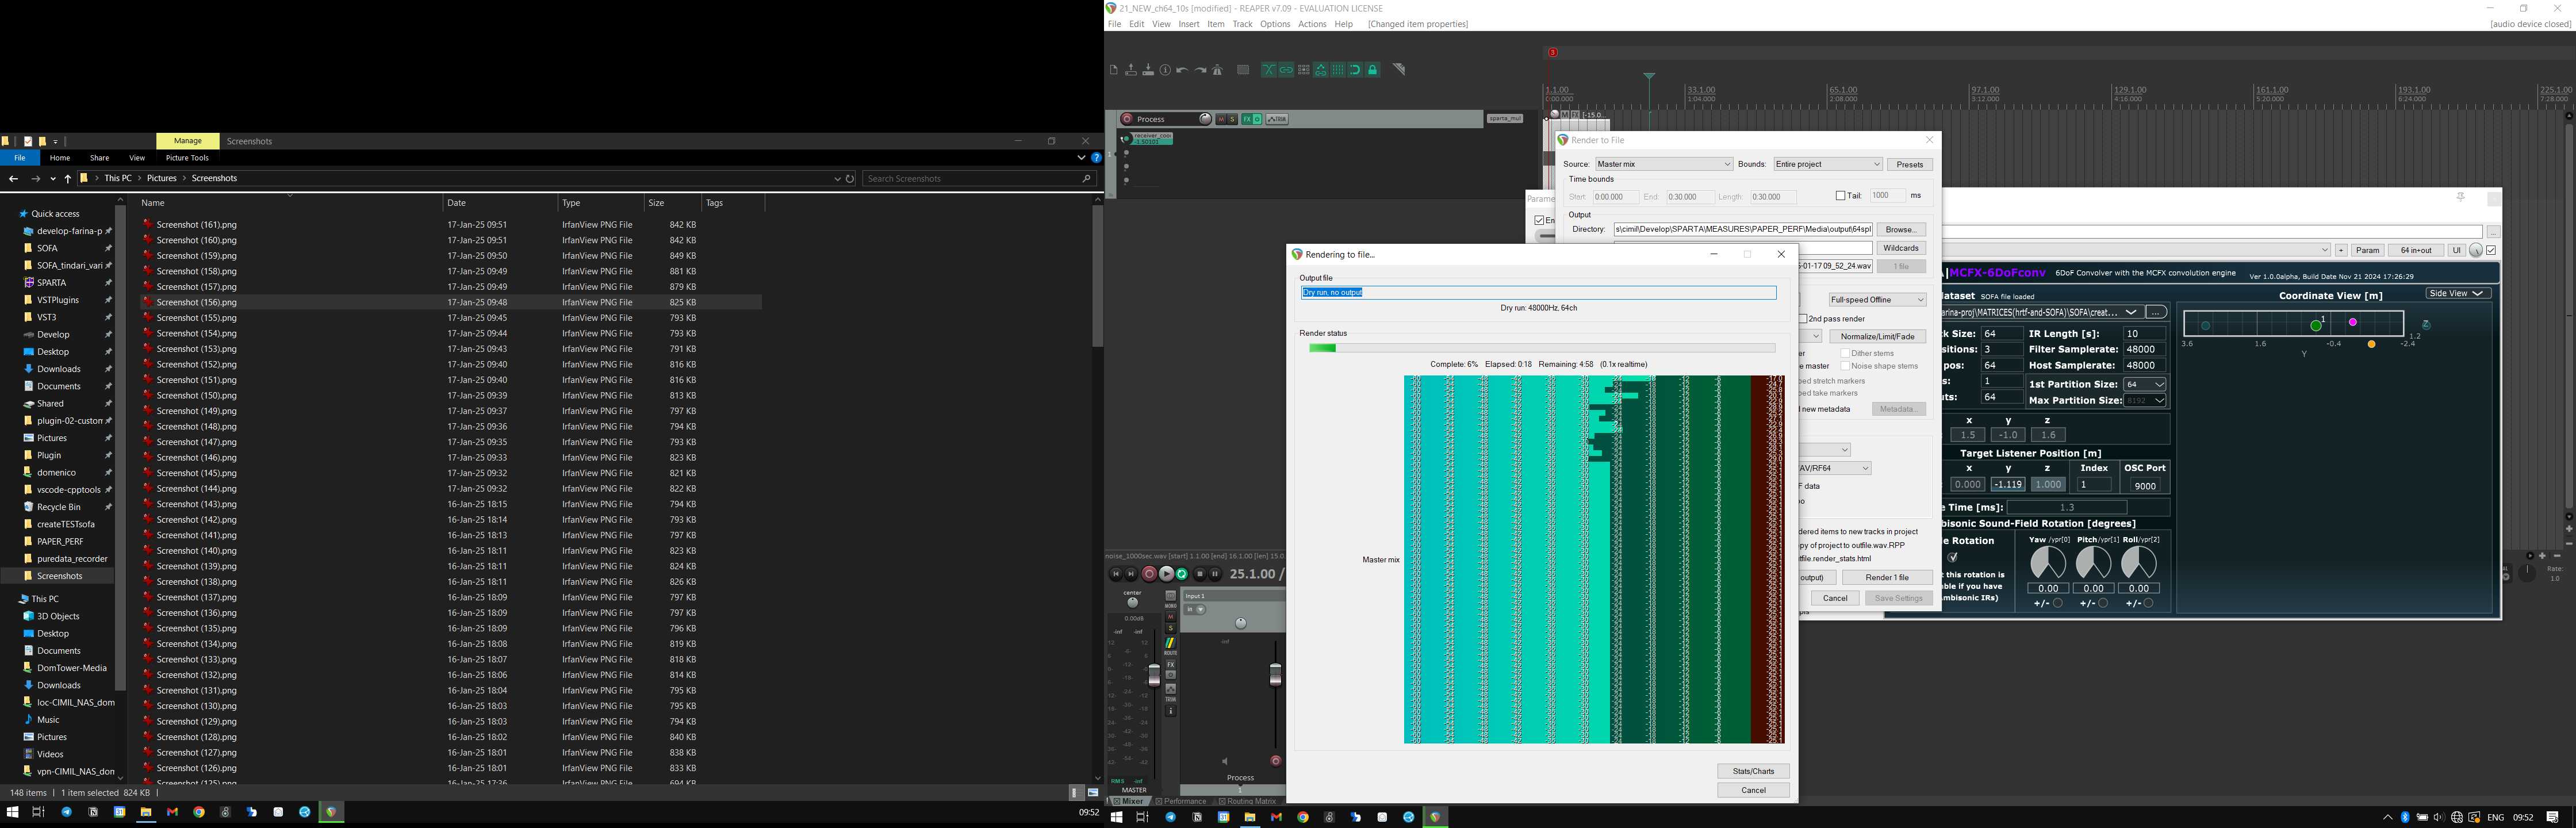 Manage
Screenshots
File
Home
Share
View
Picture Tools
This PC
Pictures
Screenshots
Search Screenshots
Name
Date
Type
Size
Tags
Quick access
develop-farina-p
SOFA
SOFA_tindari_vari
SPARTA
VSTPlugins
VST3
Develop
Desktop
Downloads
Documents
Shared
plugin-02-custom
Pictures
Plugin
domenico
vscode-cpptools
Recycle Bin
createTESTsofa
PAPER_PERF
puredata_recorder
Screenshots
This PC
3D Objects
Desktop
Documents
DomTower-Media
Downloads
loc-CIMIL_NAS_dom
Music
Pictures
Videos
vpn-CIMIL_NAS_don
Screenshot (161).png 17-Jan-25 09:51 IrfanView PNG File 842 KB
Screenshot (160).png 17-Jan-25 09:51 IrfanView PNG File 842 KB
Screenshot (159).png 17-Jan-25 09:50 IrfanView PNG File 849 KB
Screenshot (158).png 17-Jan-25 09:49 IrfanView PNG File 881 KB
Screenshot (157).png 17-Jan-25 09:49 IrfanView PNG File 879 KB
Screenshot (156).png 17-Jan-25 09:48 IrfanView PNG File 825 KB
Screenshot (155).png 17-Jan-25 09:45 IrfanView PNG File 793 KB
Screenshot (154).png 17-Jan-25 09:44 IrfanView PNG File 793 KB
Screenshot (153).png 17-Jan-25 09:43 IrfanView PNG File 791 KB
Screenshot (152).png 17-Jan-25 09:40 IrfanView PNG File 816 KB
Screenshot (151).png 17-Jan-25 09:40 IrfanView PNG File 816 KB
Screenshot (150).png 17-Jan-25 09:39 IrfanView PNG File 813 KB
Screenshot (149).png 17-Jan-25 09:37 IrfanView PNG File 797 KB
Screenshot (148).png 17-Jan-25 09:36 IrfanView PNG File 794 KB
Screenshot (147).png 17-Jan-25 09:35 IrfanView PNG File 793 KB
Screenshot (146).png 17-Jan-25 09:33 IrfanView PNG File 823 KB
Screenshot (145).png 17-Jan-25 09:32 IrfanView PNG File 821 KB
Screenshot (144).png 17-Jan-25 09:32 IrfanView PNG File 822 KB
Screenshot (143).png 16-Jan-25 18:15 IrfanView PNG File 794 KB
Screenshot (142).png 16-Jan-25 18:14 IrfanView PNG File 793 KB
Screenshot (141).png 16-Jan-25 18:13 IrfanView PNG File 797 KB
Screenshot (140).png 16-Jan-25 18:11 IrfanView PNG File 823 KB
Screenshot (139).png 16-Jan-25 18:11 IrfanView PNG File 824 KB
Screenshot (138).png 16-Jan-25 18:11 IrfanView PNG File 826 KB
Screenshot (137).png 16-Jan-25 18:09 IrfanView PNG File 797 KB
Screenshot (136).png 16-Jan-25 18:09 IrfanView PNG File 797 KB
Screenshot (135).png 16-Jan-25 18:09 IrfanView PNG File 796 KB
Screenshot (134).png 16-Jan-25 18:08 IrfanView PNG File 819 KB
Screenshot (133).png 16-Jan-25 18:07 IrfanView PNG File 818 KB
Screenshot (132).png 16-Jan-25 18:06 IrfanView PNG File 814 KB
Screenshot (131).png 16-Jan-25 18:04 IrfanView PNG File 795 KB
Screenshot (130).png 16-Jan-25 18:03 IrfanView PNG File 795 KB
Screenshot (129).png 16-Jan-25 18:03 IrfanView PNG File 794 KB
Screenshot (128).png 16-Jan-25 18:02 IrfanView PNG File 840 KB
Screenshot (127).png 16-Jan-25 18:01 IrfanView PNG File 838 KB
Screenshot (126).png 16-Jan-25 18:01 IrfanView PNG File 833 KB
Screenshot (125).png 16-Jan-25 17:36 IrfanView PNG File 694 KB
148 items | 1 item selected 824 KB |
09:52
21_NEW_ch64_10s [modified] - REAPER v7.09 - EVALUATION LICENSE
File Edit View Insert Item Track Options Actions Help [Changed item properties]
[audio device closed]
3
1.1.00 33.1.00 65.1.00 97.1.00 129.1.00 161.1.00 193.1.00 225.1.00
0:00.000 1:04.000 2:08.000 3:12.000 4:16.000 5:20.000 6:24.000 7:28.000
Process
M S FX TRIM
sparta_mul
1
Render to File
Source: Master mix Bounds: Entire project Presets
Time bounds
Start: 0:00.000 End: 0:30.000 Length: 0:30.000 Tail: 1000 ms
Output
Directory: s\cimil\Develop\SPARTA\MEASURES\PAPER_PERF\Media\output\64spl Browse...
Wildcards
-01-17 09_52_24.wav 1 file
Full-speed Offline
2nd pass render
Normalize/Limit/Fade
Dither stems
Noise shape stems
Metadata...
AV/RF64
dered items to new tracks in project
py of project to outfile.wav.RPP
tfile.render_stats.html
output) Render 1 file
Cancel Save Settings
Rendering to file...
Output file
Dry run, no output
Dry run: 48000Hz, 64ch
Render status
Complete: 6% Elapsed: 0:18 Remaining: 4:58 (0.1x realtime)
Master mix
Stats/Charts
Cancel
Param 64 in+out UI
MCFX-6DoFconv 6DoF Convolver with the MCFX convolution engine Ver 1.0.0alpha, Build Date Nov 21 2024 17:26:29
ataset SOFA file loaded
arina-proj\MATRICES(hrtf-and-SOFA)\SOFA\creat... ...
k Size: 64 IR Length [s]: 10
sitions: 3 Filter Samplerate: 48000
pos: 64 Host Samplerate: 48000
s: 1 1st Partition Size: 64
uts: 64 Max Partition Size: 8192
x y z
1.5 -1.0 1.6
Target Listener Position [m]
x y z Index OSC Port
0.000 -1.119 1.000 1 9000
e Time [ms]: 1.3
bisonic Sound-Field Rotation [degrees]
e Rotation
Yaw /ypr[0] Pitch/ypr[1] Roll/ypr[2]
0.00 0.00 0.00
+/- +/- +/-
t this rotation is
able if you have
mbisonic IRs)
Coordinate View [m] Side View
1
Z
1.2
3.6 1.6 -0.4 -2.4
Y
25.1.00 /
center
0.00dB
Input 1
Process
MASTER
Mixer Performance Routing Matrix
Rate:
1.0
ENG 09:52